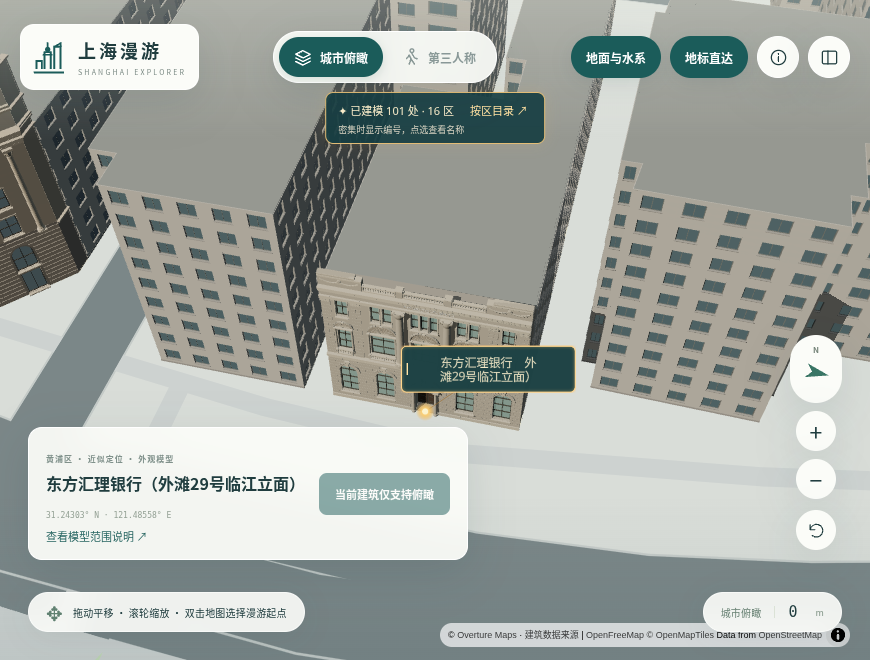 上海漫游
SHANGHAI EXPLORER
城市俯瞰
第三人称
地面与水系
地标直达
✦ 已建模 101 处 · 16 区 按区目录 ↗
密集时显示编号，点选查看名称
东方汇理银行 外
滩29号临江立面）
N
黄浦区 · 近似定位 · 外观模型
东方汇理银行（外滩29号临江立面）
当前建筑仅支持俯瞰
31.24303° N · 121.48558° E
查看模型范围说明 ↗
拖动平移 · 滚轮缩放 · 双击地图选择漫游起点
城市俯瞰 0 m
© Overture Maps · 建筑数据来源 | OpenFreeMap © OpenMapTiles Data from OpenStreetMap